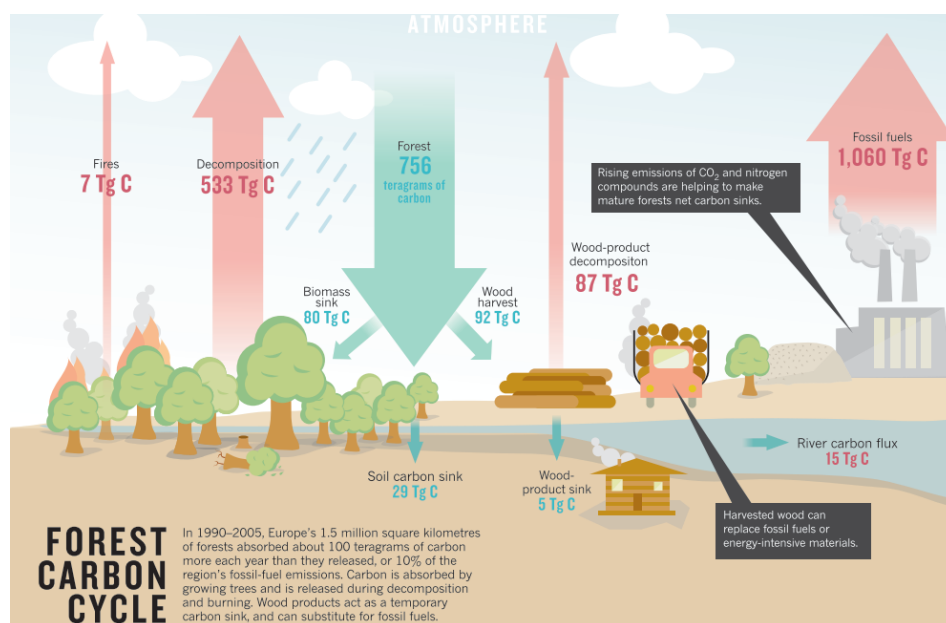 ATMOSPHERE
Fires
7 Tg C
Decomposition
533 Tg C
Forest
756
teragrams of
carbon
Fossil fuels
1,060 Tg C
Rising emissions of CO₂ and nitrogen
compounds are helping to make
mature forests net carbon sinks.
Wood-product
decompositon
87 Tg C
Biomass
sink
80 Tg C
Wood
harvest
92 Tg C
Soil carbon sink
29 Tg C
Wood-
product sink
5 Tg C
River carbon flux
15 Tg C
Harvested wood can
replace fossil fuels or
energy-intensive materials.
FOREST
CARBON
CYCLE
In 1990–2005, Europe's 1.5 million square kilometres
of forests absorbed about 100 teragrams of carbon
more each year than they released, or 10% of the
region's fossil-fuel emissions. Carbon is absorbed by
growing trees and is released during decomposition
and burning. Wood products act as a temporary
carbon sink, and can substitute for fossil fuels.